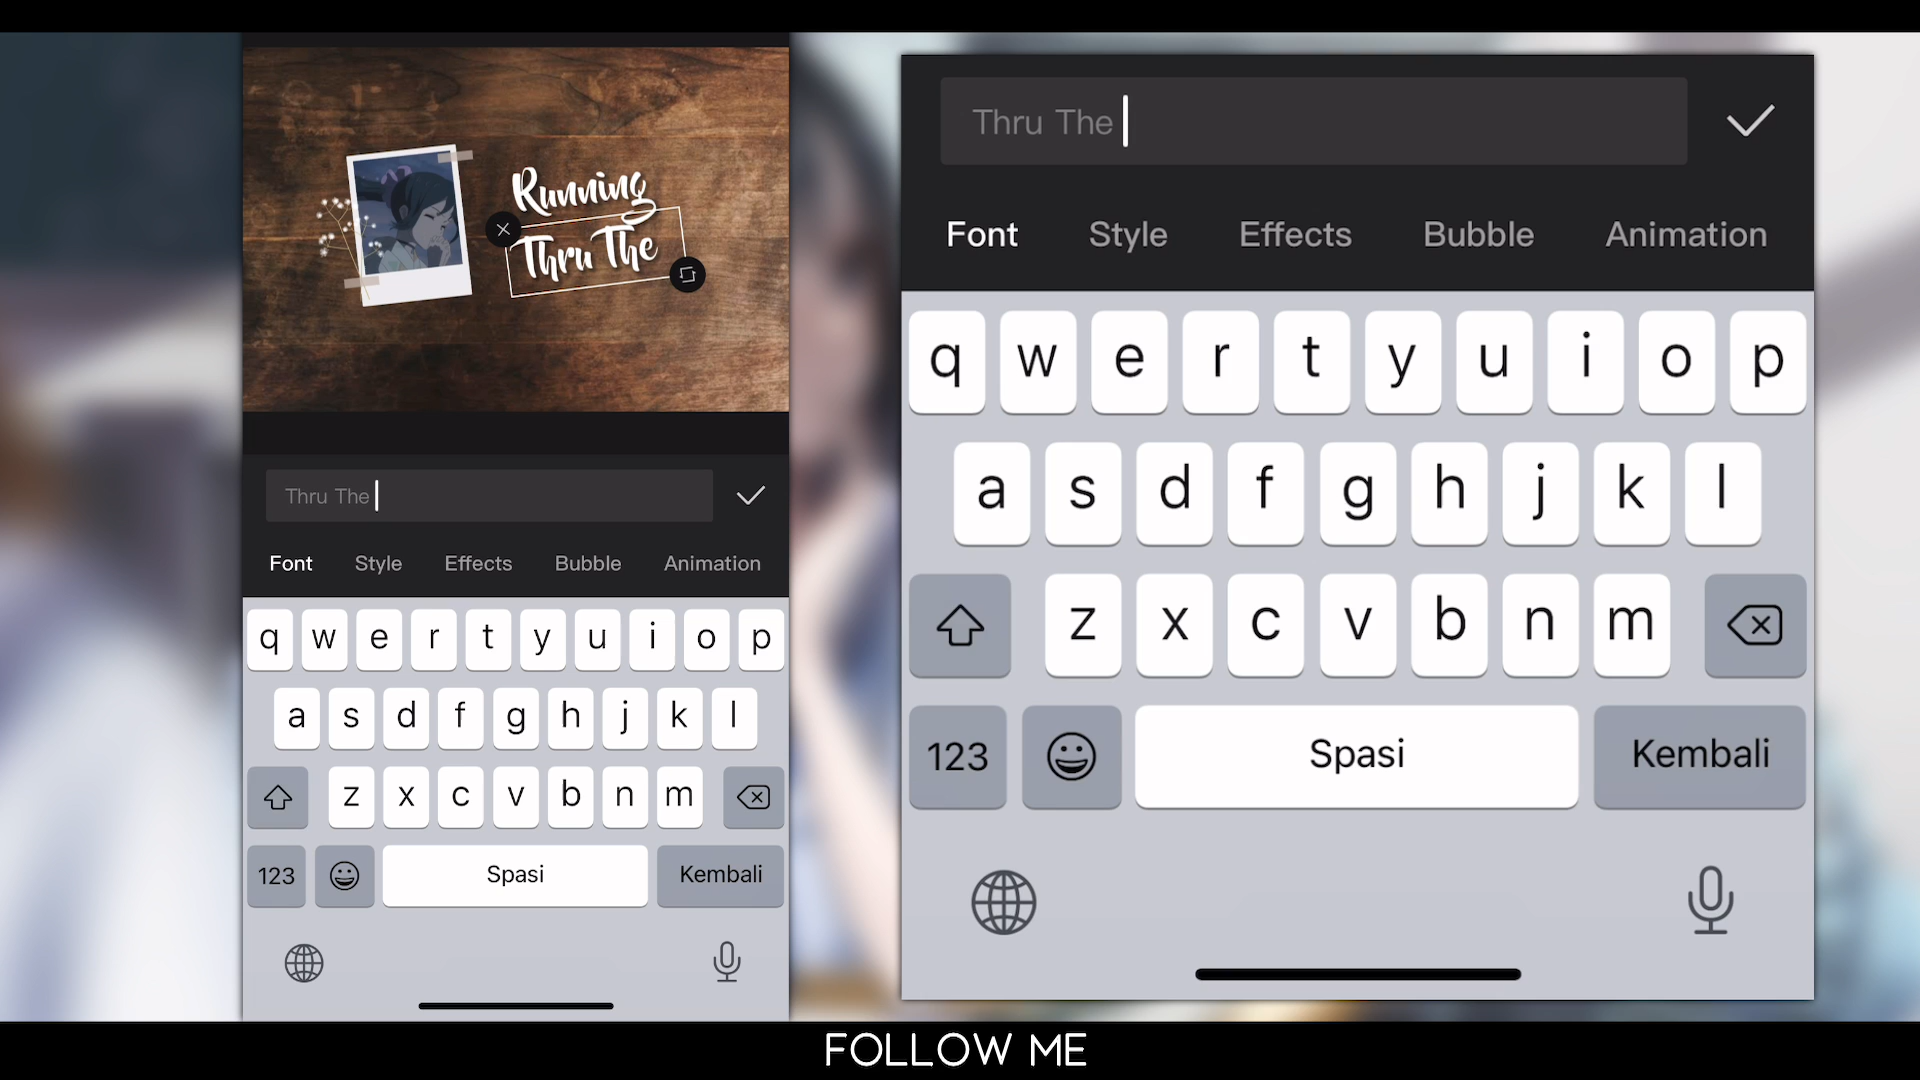 Running
Thru The
Thru The
Font Style Effects Bubble Animation
q w e r t y u i o p
a s d f g h j k l
z x c v b n m
123 Spasi Kembali
Thru The
Font Style Effects Bubble Animation
q w e r t y u i o p
a s d f g h j k l
z x c v b n m
123 Spasi Kembali
FOLLOW ME